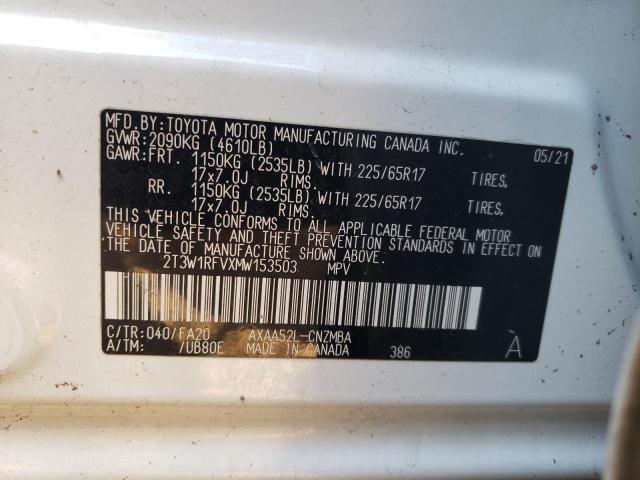 MFD. BY: TOYOTA MOTOR MANUFACTURING CANADA INC. 05/21
GVWR: 2090KG (4610LB)
GAWR: FRT. 1150KG (2535LB) WITH 225/65R17 TIRES,
17x7.0J RIMS.
RR. 1150KG (2535LB) WITH 225/65R17 TIRES,
17x7.0J RIMS.
THIS VEHICLE CONFORMS TO ALL APPLICABLE FEDERAL MOTOR
VEHICLE SAFETY AND THEFT PREVENTION STANDARDS IN EFFECT ON
THE DATE OF MANUFACTURE SHOWN ABOVE.
2T3W1RFVXMW153503 MPV
C/TR: 040/FA20 AXAA52L-CNZMBA
A/TM: /UB80E MADE IN CANADA 386 A